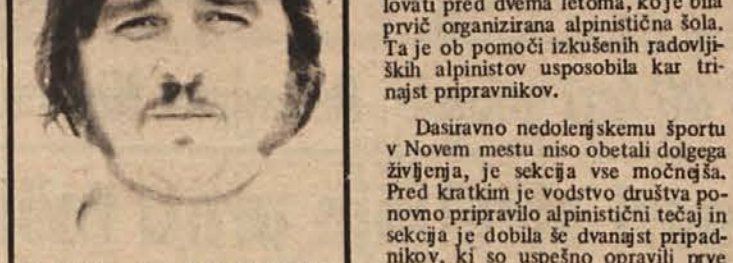 lovati pred dvema letoma, ko je bila
prvič organizirana alpinistična šola.
Ta je ob pomoči izkušenih radovlji-
ških alpinistov usposobila kar tri-
najst pripravnikov.
Dasiravno nedolenjskemu športu
v Novem mestu niso obetali dolgega
življenja, je sekcija vse močnejša.
Pred kratkim je vodstvo društva po-
novno pripravilo alpinistični tečaj in
sekcija je dobila še dvanajst pripad-
nikov, ki so uspešno opravili prve